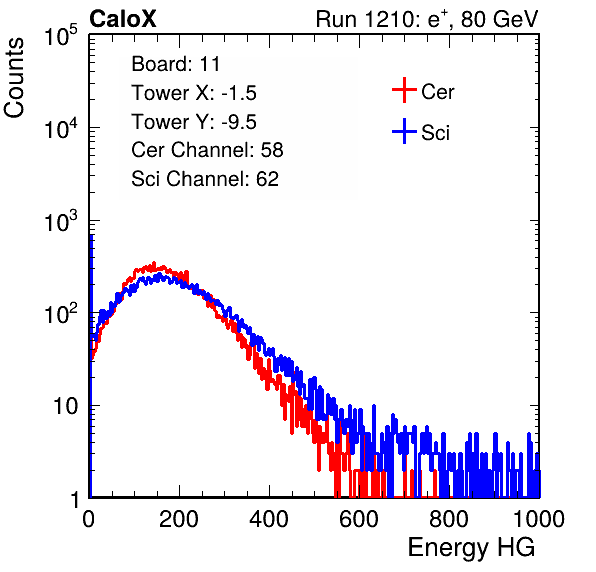 CaloX Run 1210: e⁺, 80 GeV
Counts
Board: 11
Tower X: -1.5
Tower Y: -9.5
Cer Channel: 58
Sci Channel: 62
Cer
Sci
10⁵
10⁴
10³
10²
10
1
0 200 400 600 800 1000
Energy HG